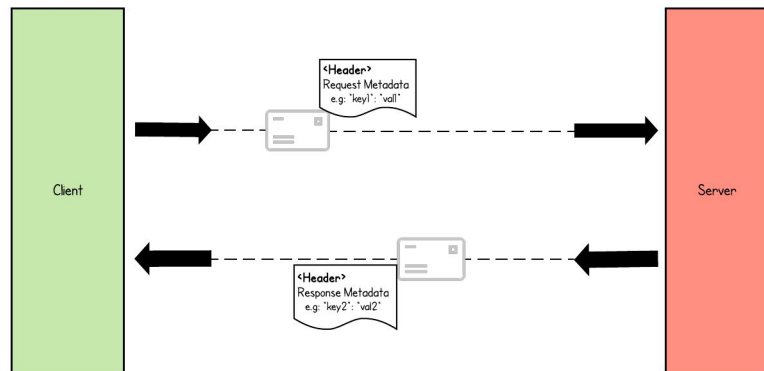 <Header>
Request Metadata
e.g: "key1": "val1"
Client
Server
<Header>
Response Metadata
e.g: "key2": "val2"